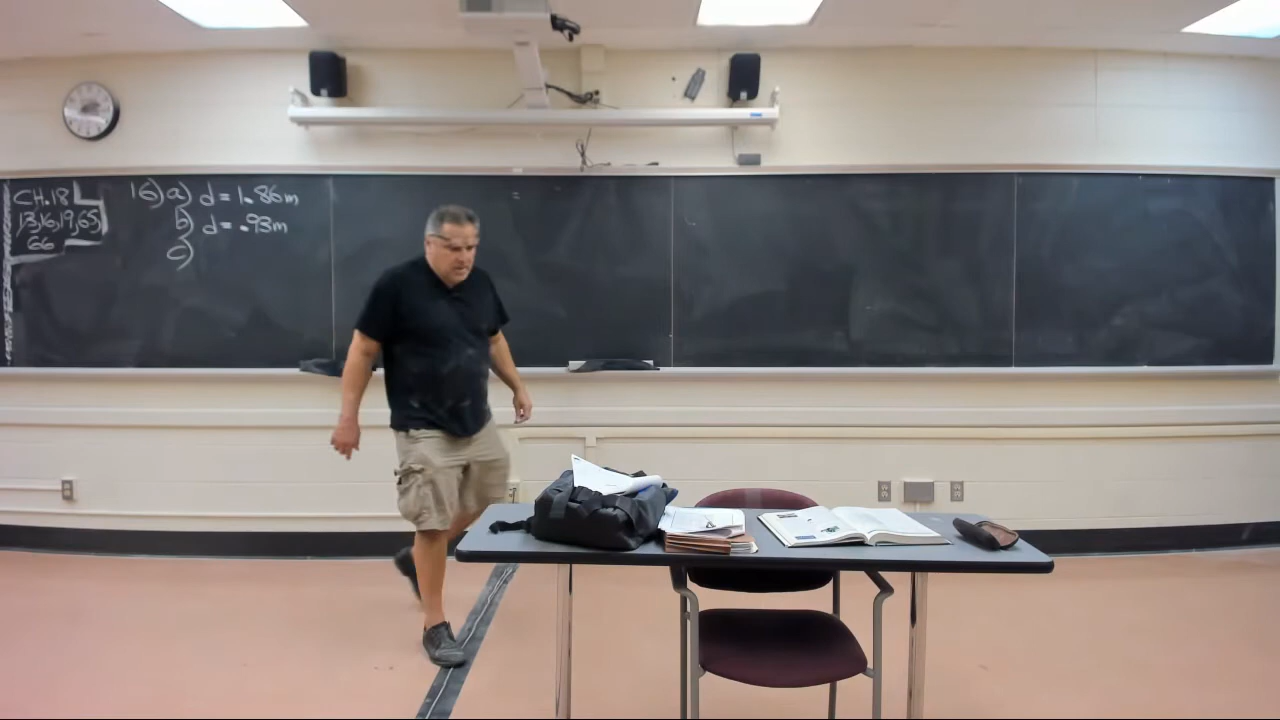 CH.18
13,16,19,65,
66
16) a) d = 1.86m
b) d = .93m
c)